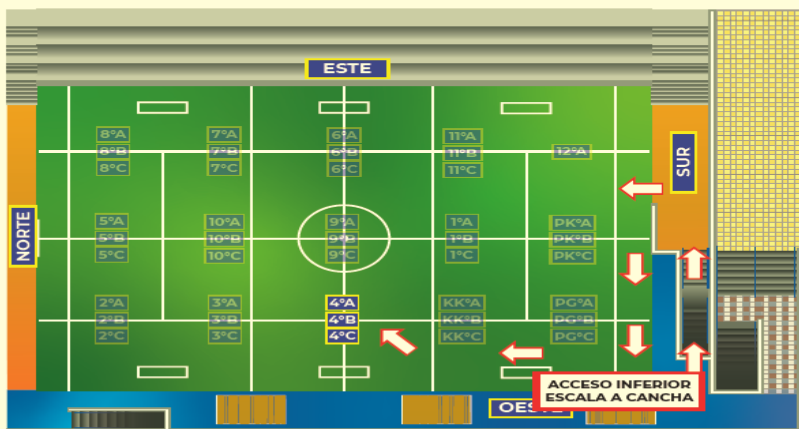 ESTE
8°A
8°B
8°C
7°A
7°B
7°C
6°A
6°B
6°C
11°A
11°B
11°C
12°A
SUR
NORTE
5°A
5°B
5°C
10°A
10°B
10°C
9°A
9°B
9°C
1°A
1°B
1°C
PK°A
PK°B
PK°C
2°A
2°B
2°C
3°A
3°B
3°C
4°A
4°B
4°C
KK°A
KK°B
KK°C
PG°A
PG°B
PG°C
ACCESO INFERIOR
ESCALA A CANCHA
OESTE